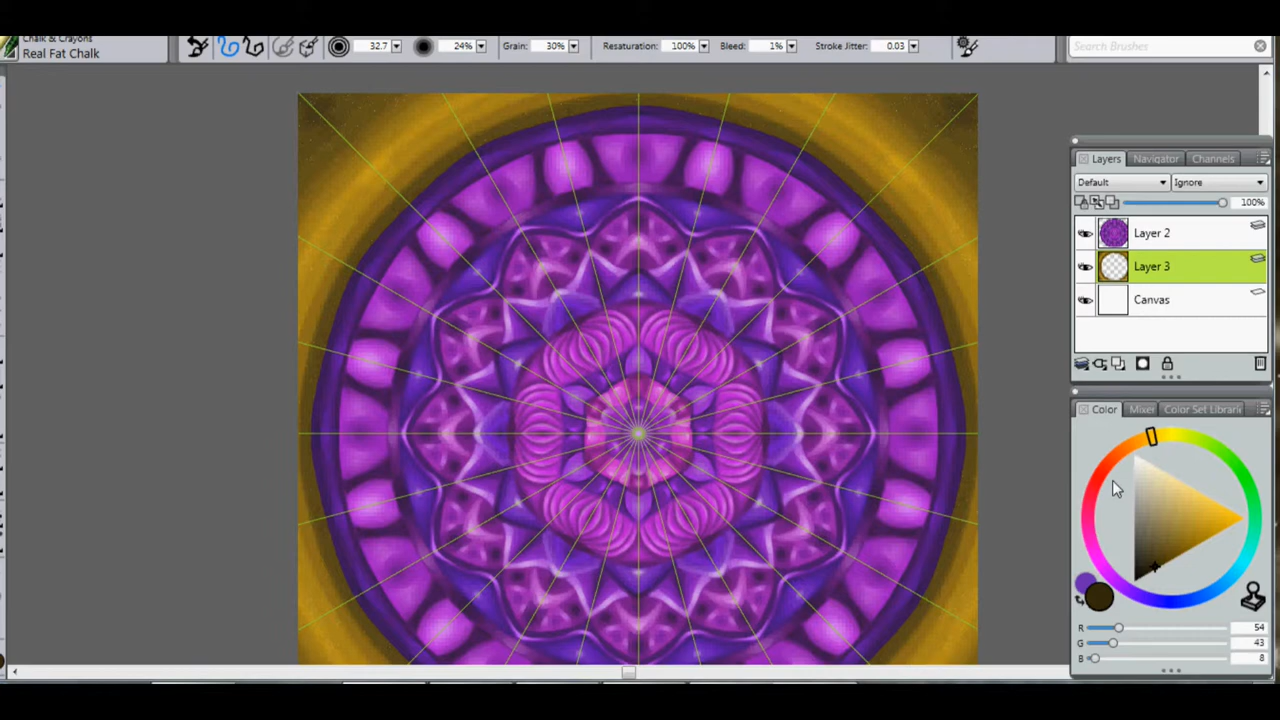 Chalk & Crayons
Real Fat Chalk
32.7 24% Grain: 30% Resaturation: 100% Bleed: 1% Stroke Jitter: 0.03
Search Brushes
Layers Navigator Channels
Default Ignore
100%
Layer 2
Layer 3
Canvas
Color Mixer Color Set Librari
R 54
G 43
B 8